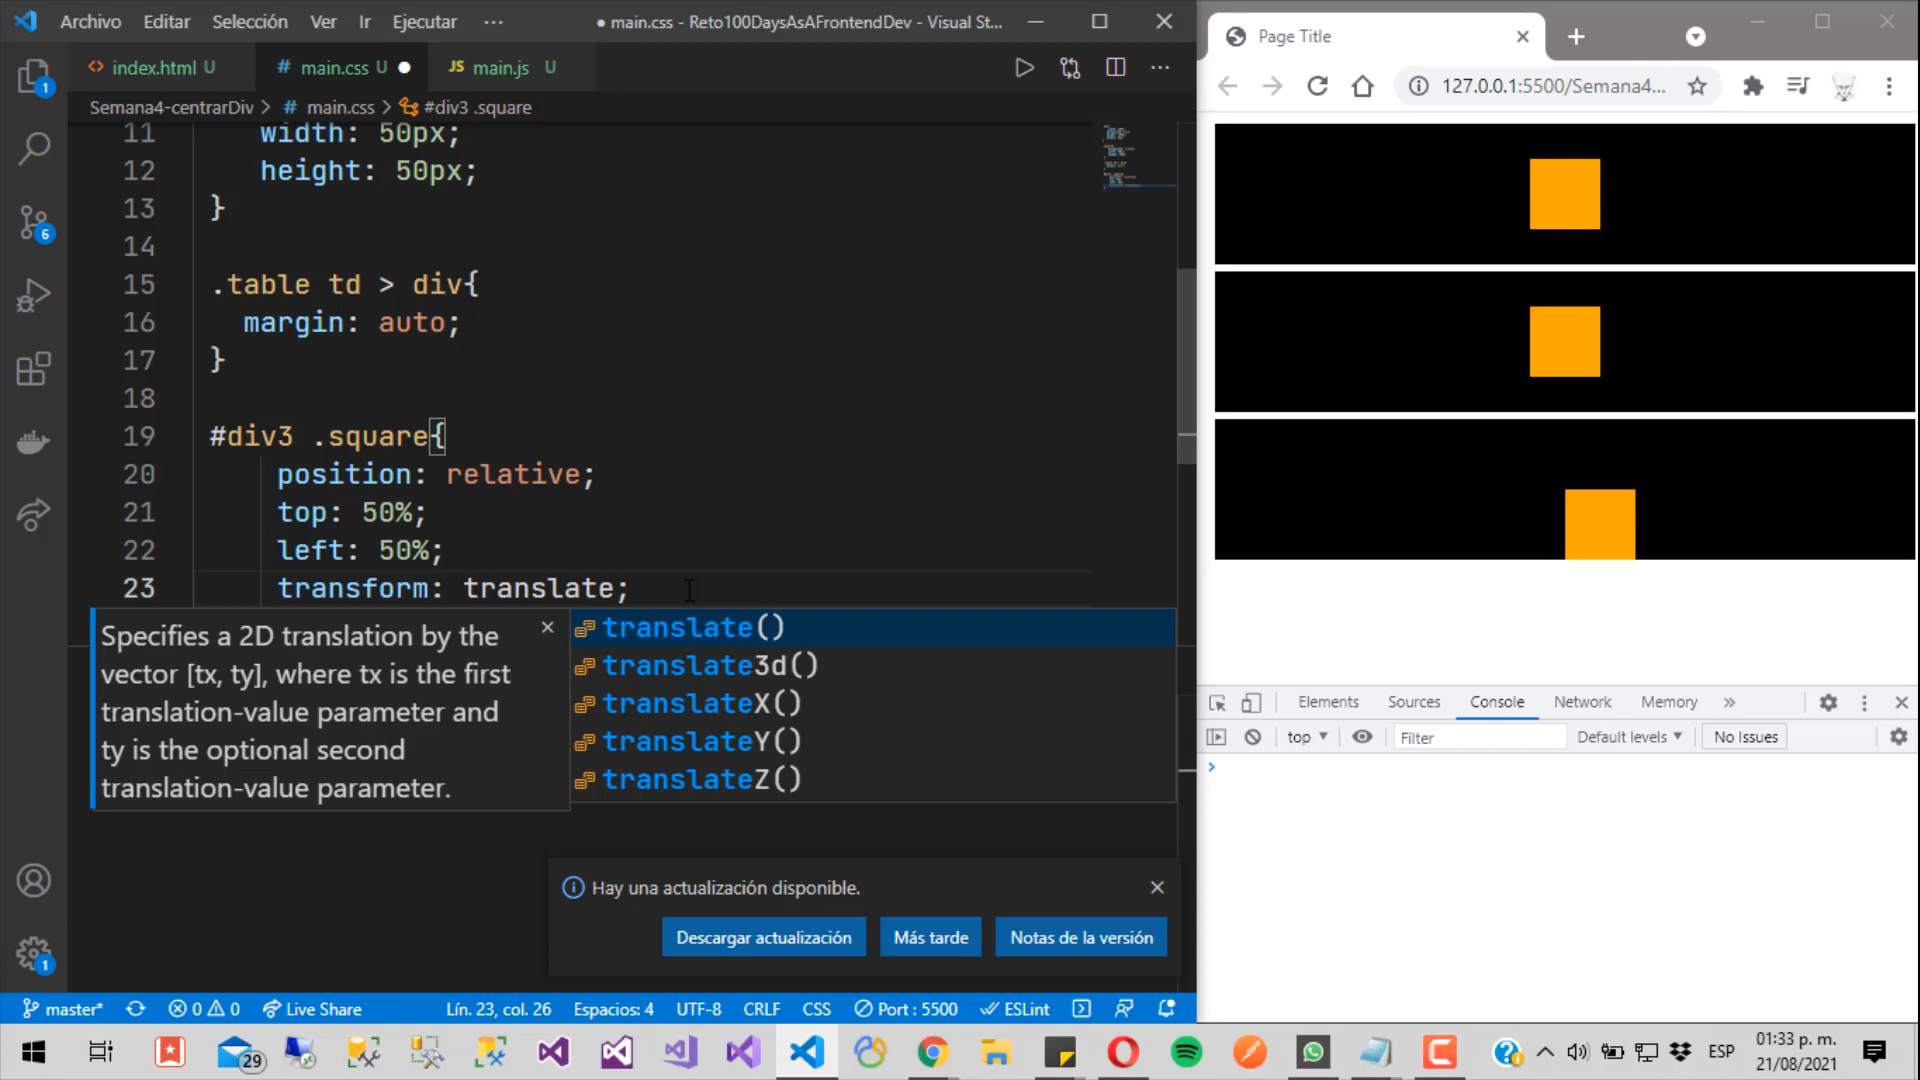 Archivo Editar Selección Ver Ir Ejecutar ··· ● main.css - Reto100DaysAsAFrontendDev - Visual St...
<> index.html U # main.css U ● JS main.js U ···
Semana4-centrarDiv > # main.css > #div3 .square
11 width: 50px;
12 height: 50px;
13 }
14
15 .table td > div{
16 margin: auto;
17 }
18
19 #div3 .square{
20 position: relative;
21 top: 50%;
22 left: 50%;
23 transform: translate;
Specifies a 2D translation by the
vector [tx, ty], where tx is the first
translation-value parameter and
ty is the optional second
translation-value parameter.
translate()
translate3d()
translateX()
translateY()
translateZ()
Hay una actualización disponible.
Descargar actualización Más tarde Notas de la versión
1
6
1
master* 0 0 Live Share Lín. 23, col. 26 Espacios: 4 UTF-8 CRLF CSS Port : 5500 ESLint
Page Title
127.0.0.1:5500/Semana4...
Elements Sources Console Network Memory »
top Filter Default levels No Issues
29
ESP
01:33 p. m.
21/08/2021